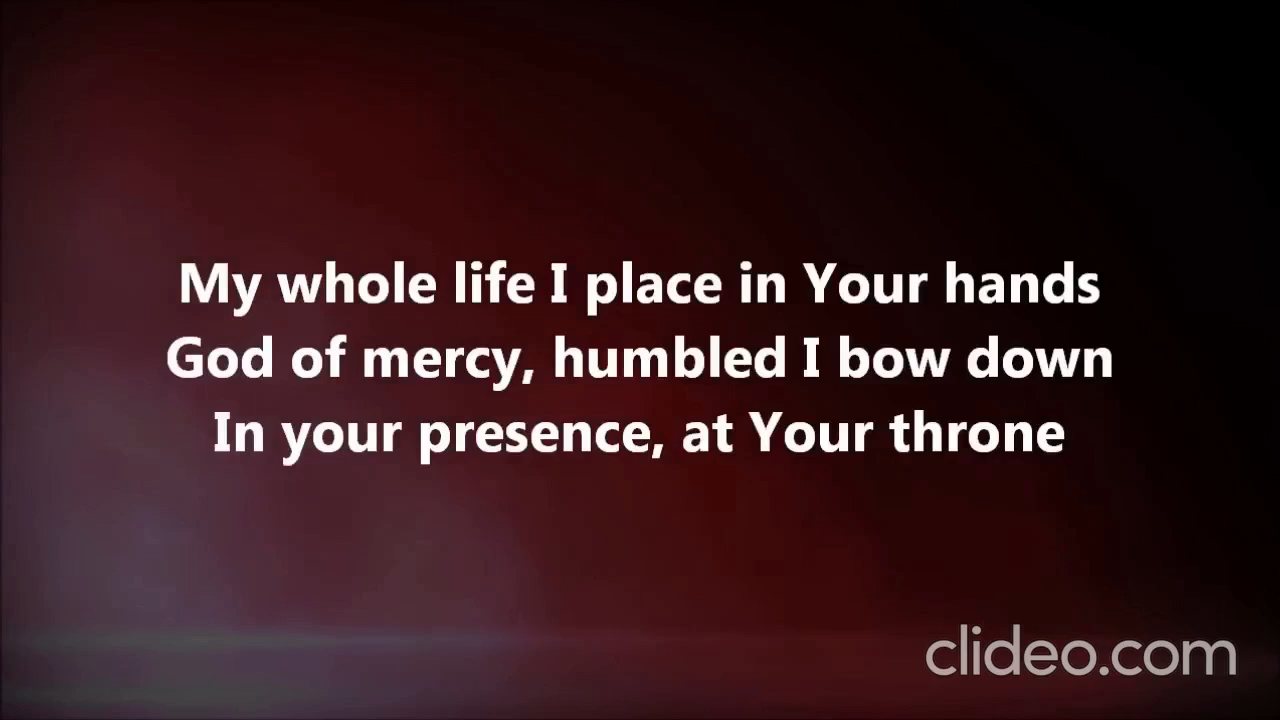 My whole life I place in Your hands
God of mercy, humbled I bow down
In your presence, at Your throne
clideo.com